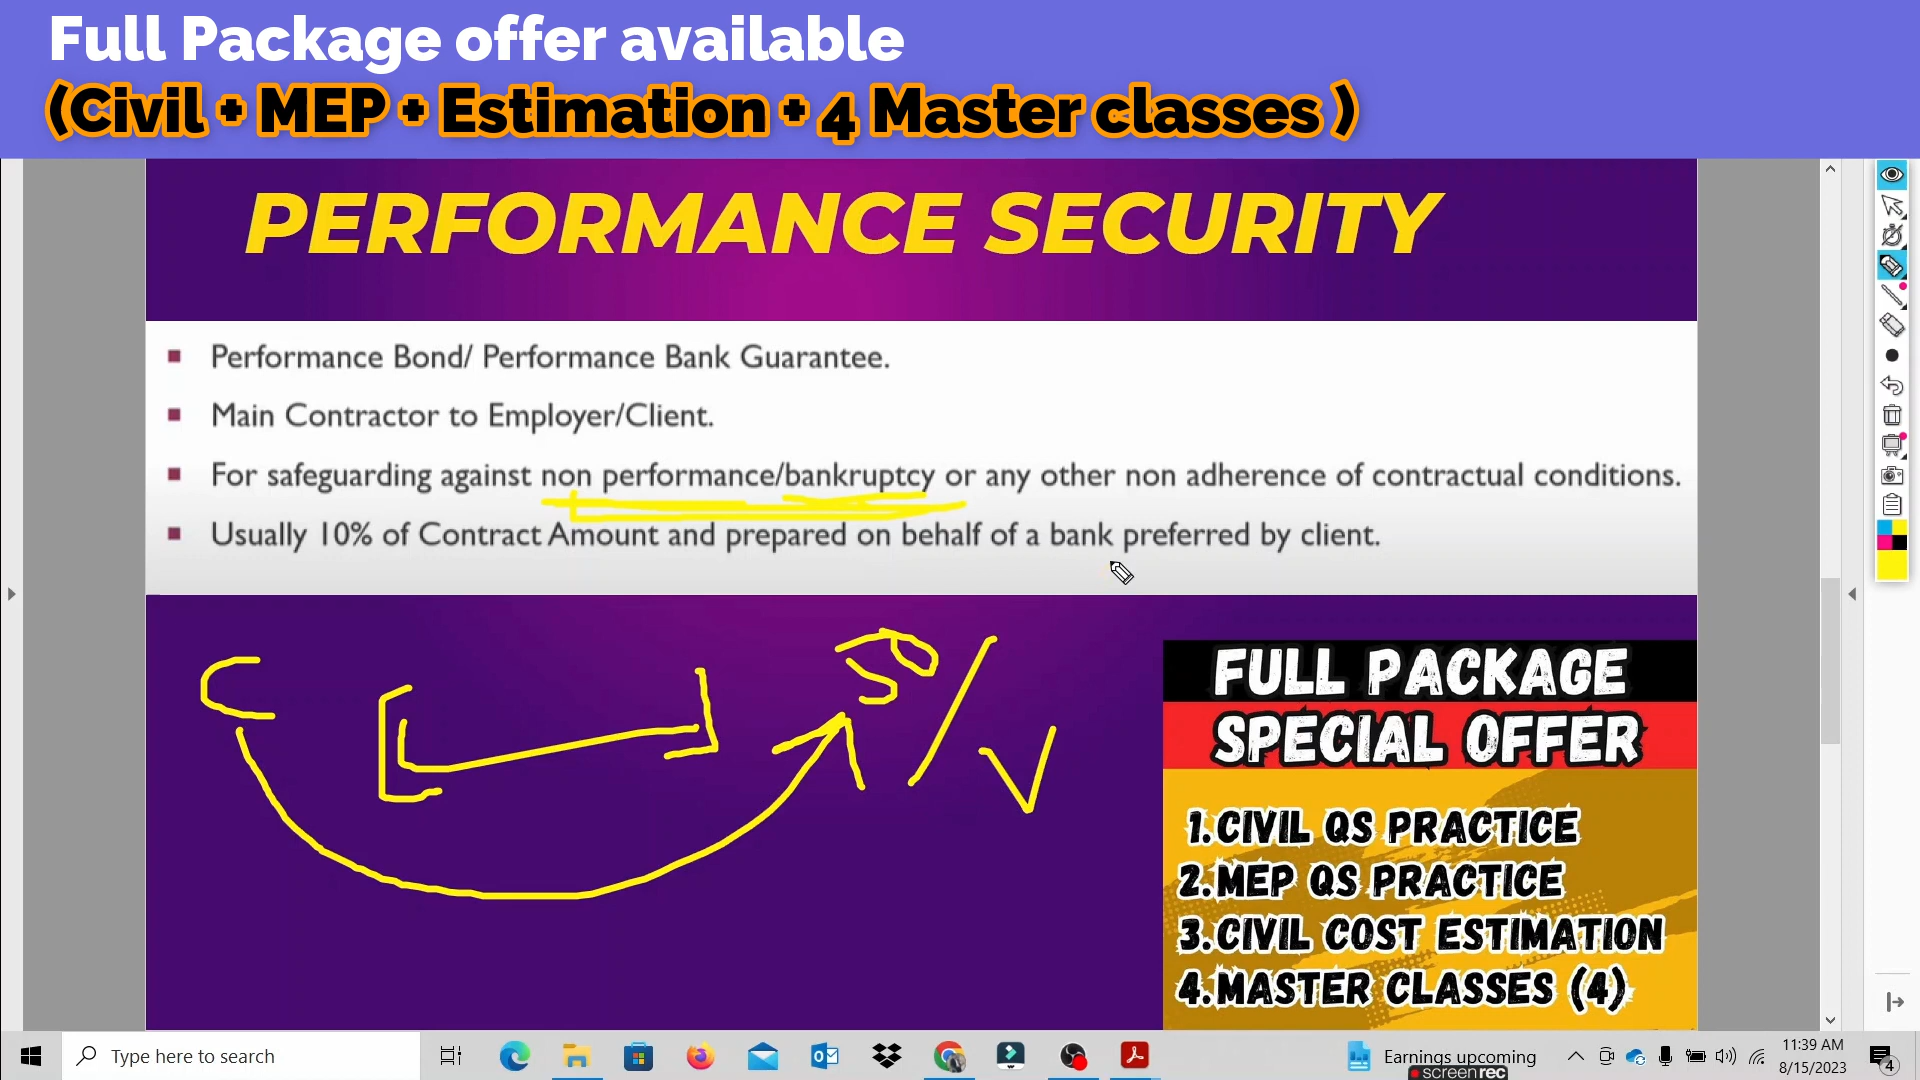 Full Package offer available
(Civil + MEP + Estimation + 4 Master classes )
PERFORMANCE SECURITY
Performance Bond/ Performance Bank Guarantee.
Main Contractor to Employer/Client.
For safeguarding against non performance/bankruptcy or any other non adherence of contractual conditions.
Usually 10% of Contract Amount and prepared on behalf of a bank preferred by client.
C
/
V
FULL PACKAGE
SPECIAL OFFER
1.CIVIL QS PRACTICE
2.MEP QS PRACTICE
3.CIVIL COST ESTIMATION
4.MASTER CLASSES (4)
Type here to search
Earnings upcoming
11:39 AM
8/15/2023
4
screenrec